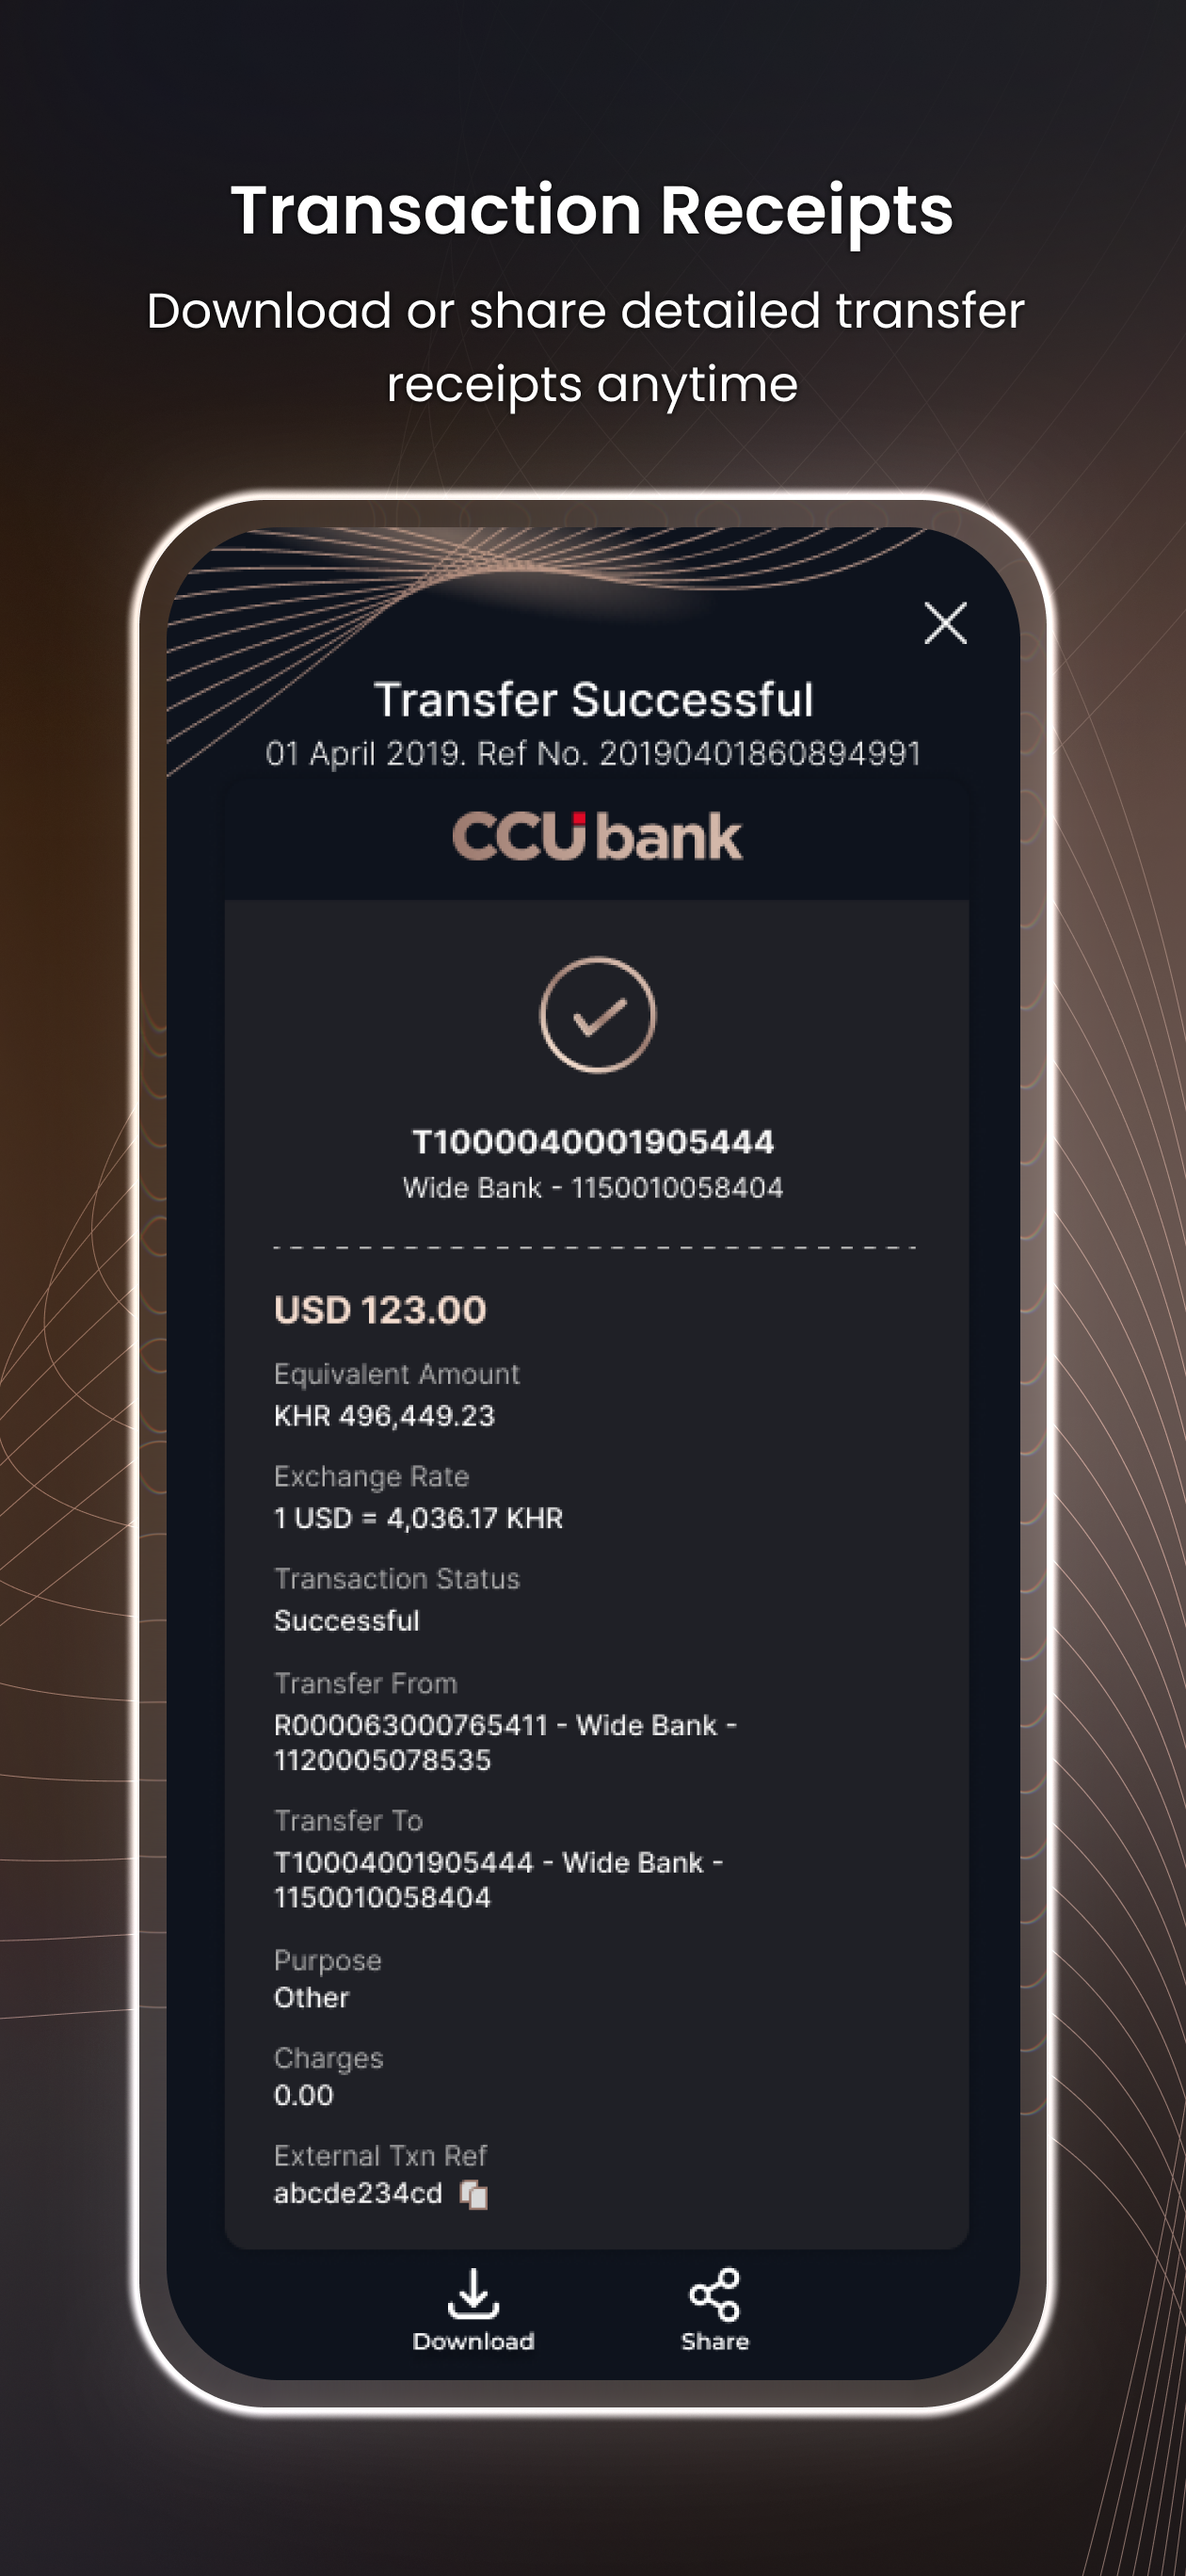 Transaction Receipts
Download or share detailed transfer
receipts anytime
Transfer Successful
01 April 2019. Ref No. 20190401860894991
CCU bank
T1000040001905444
Wide Bank - 1150010058404
USD 123.00
Equivalent Amount
KHR 496,449.23
Exchange Rate
1 USD = 4,036.17 KHR
Transaction Status
Successful
Transfer From
R000063000765411 - Wide Bank -
1120005078535
Transfer To
T10004001905444 - Wide Bank -
1150010058404
Purpose
Other
Charges
0.00
External Txn Ref
abcde234cd
Download
Share